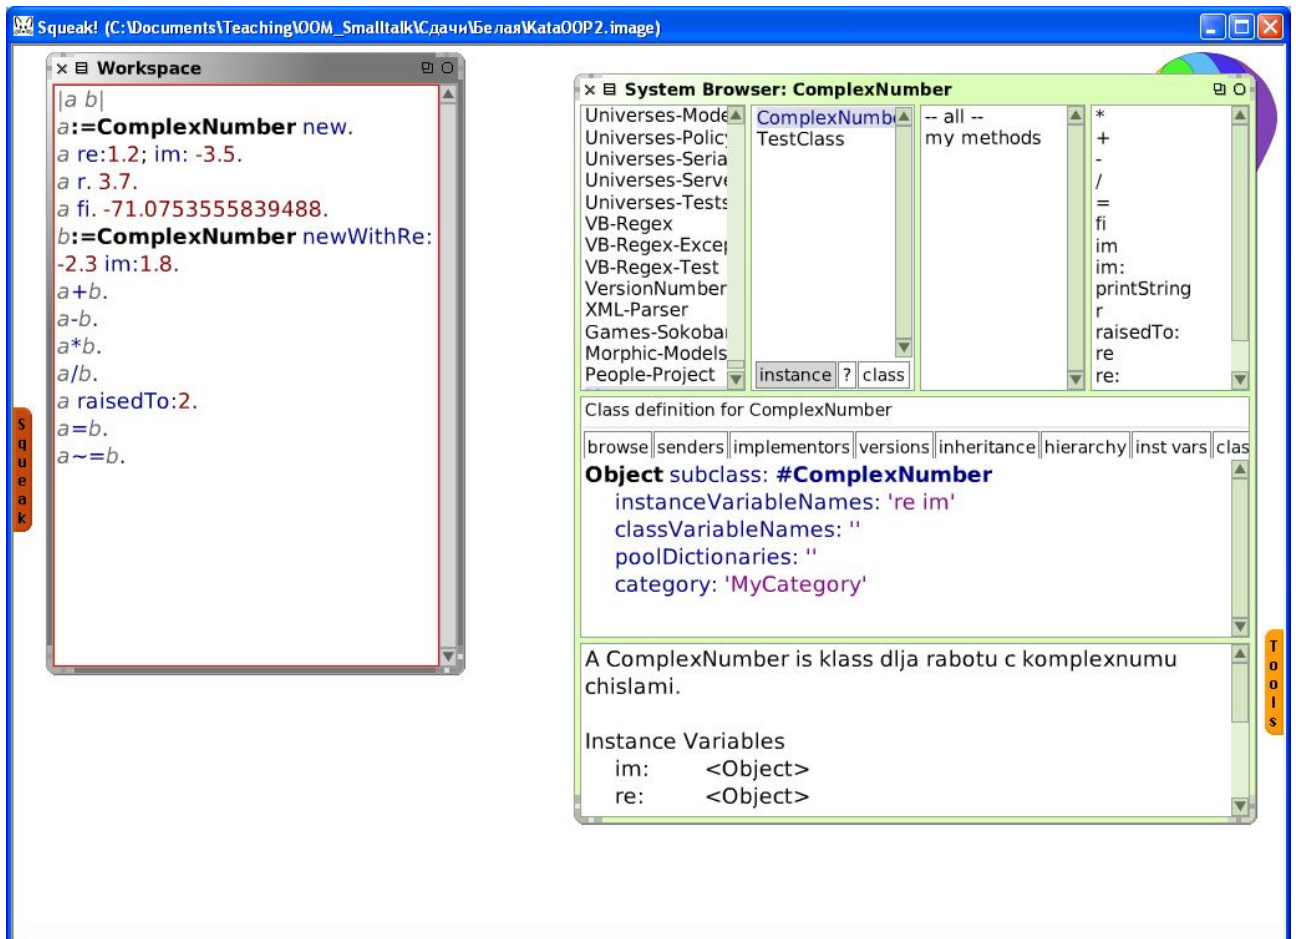 Squeak! (C:\Documents\Teaching\OOM_Smalltalk\Сдачи\Белая\KataOOP2.image)
Workspace
|a b|
a:=ComplexNumber new.
a re:1.2; im: -3.5.
a r. 3.7.
a fi. -71.0753555839488.
b:=ComplexNumber newWithRe:
-2.3 im:1.8.
a+b.
a-b.
a*b.
a/b.
a raisedTo:2.
a=b.
a~=b.
Squeak
System Browser: ComplexNumber
Universes-Mode
Universes-Polic
Universes-Seria
Universes-Serve
Universes-Tests
VB-Regex
VB-Regex-Excep
VB-Regex-Test
VersionNumber
XML-Parser
Games-Sokoba
Morphic-Models
People-Project
ComplexNumbe
TestClass
instance ? class
-- all --
my methods
*
+
-
/
=
fi
im
im:
printString
r
raisedTo:
re
re:
Class definition for ComplexNumber
browse senders implementors versions inheritance hierarchy inst vars clas
Object subclass: #ComplexNumber
instanceVariableNames: 're im'
classVariableNames: ''
poolDictionaries: ''
category: 'MyCategory'
A ComplexNumber is klass dlja rabotu c komplexnumu
chislami.
Instance Variables
im: <Object>
re: <Object>
Tools